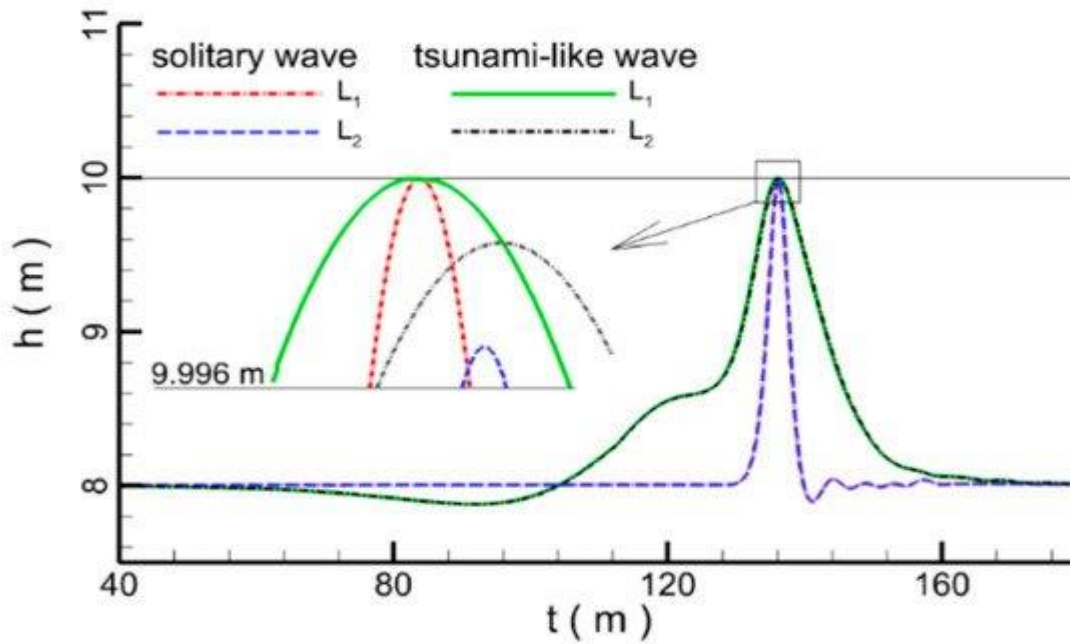 11
solitary wave tsunami-like wave
L₁ L₁
L₂ L₂
10
h ( m )
9
9.996 m
8
40 80 120 160
t ( m )